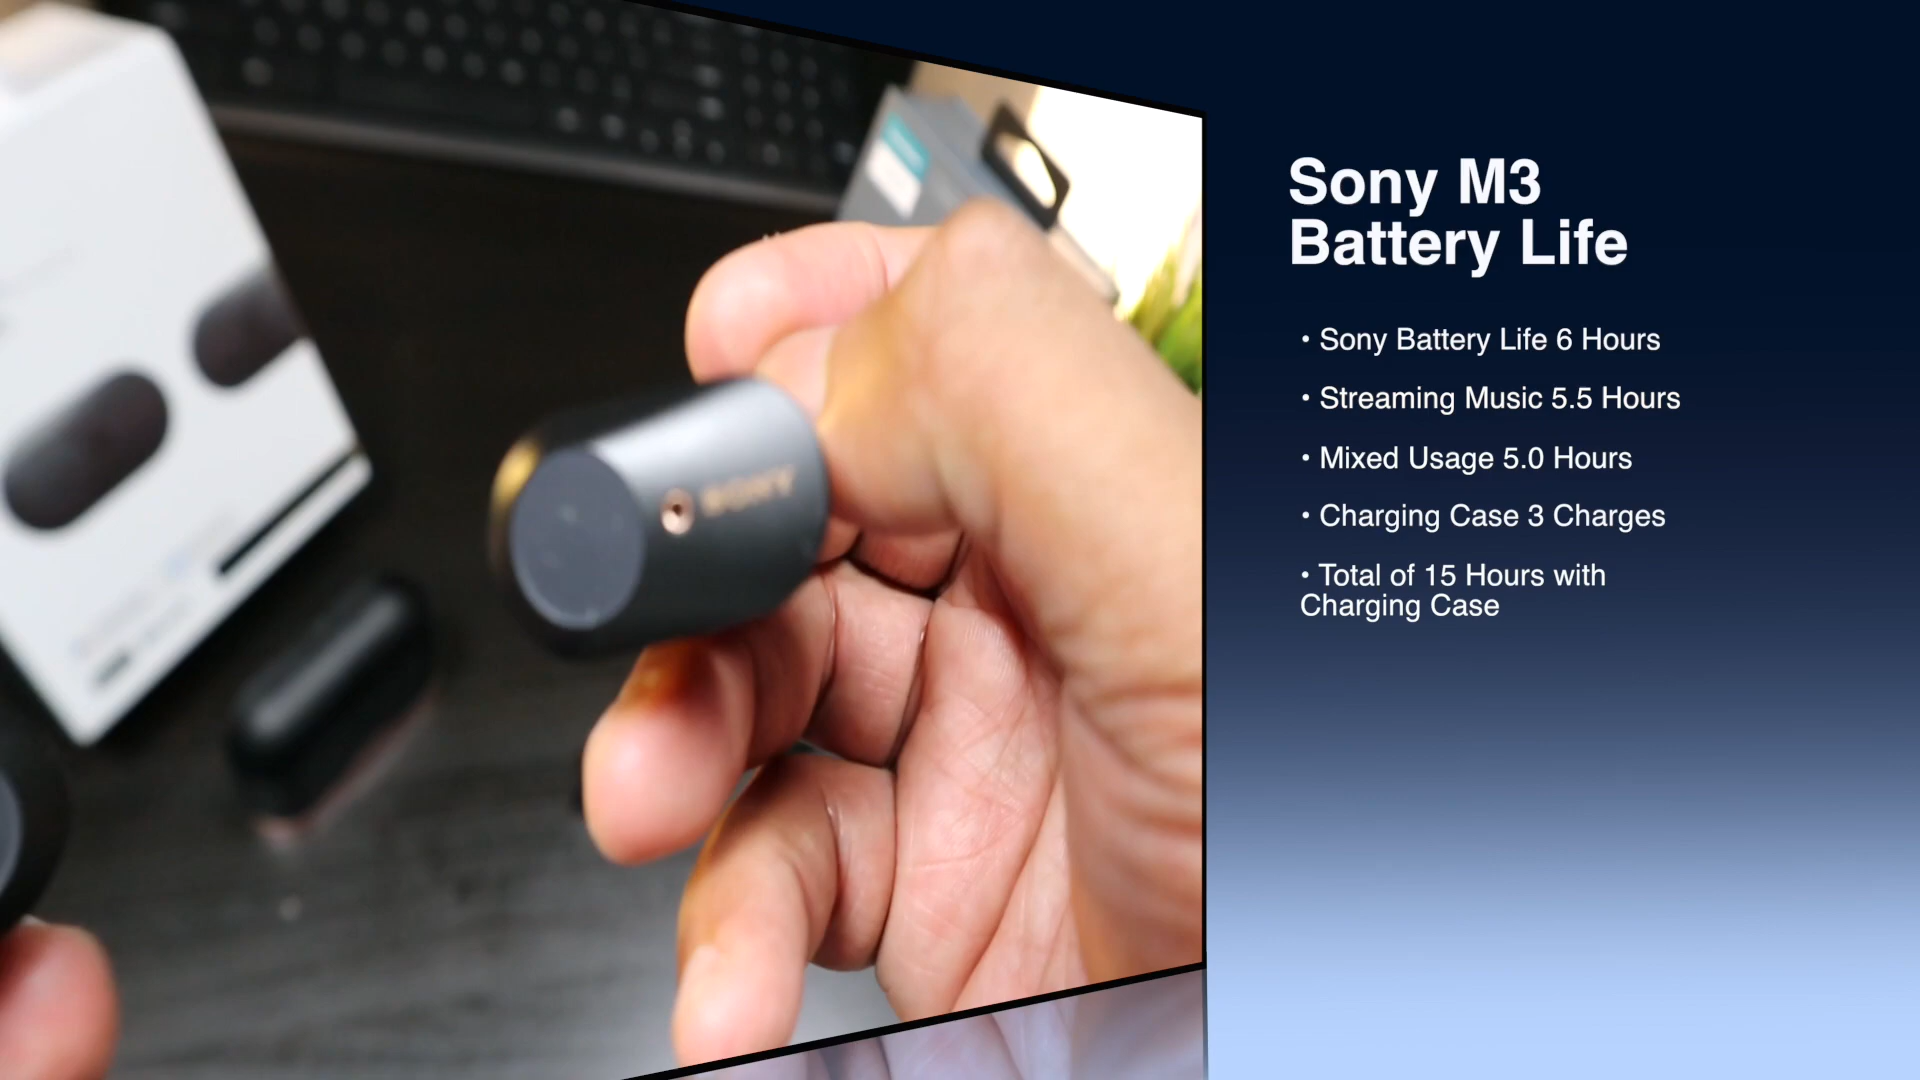 SONY
Sony M3
Battery Life
• Sony Battery Life 6 Hours
• Streaming Music 5.5 Hours
• Mixed Usage 5.0 Hours
• Charging Case 3 Charges
• Total of 15 Hours with
Charging Case